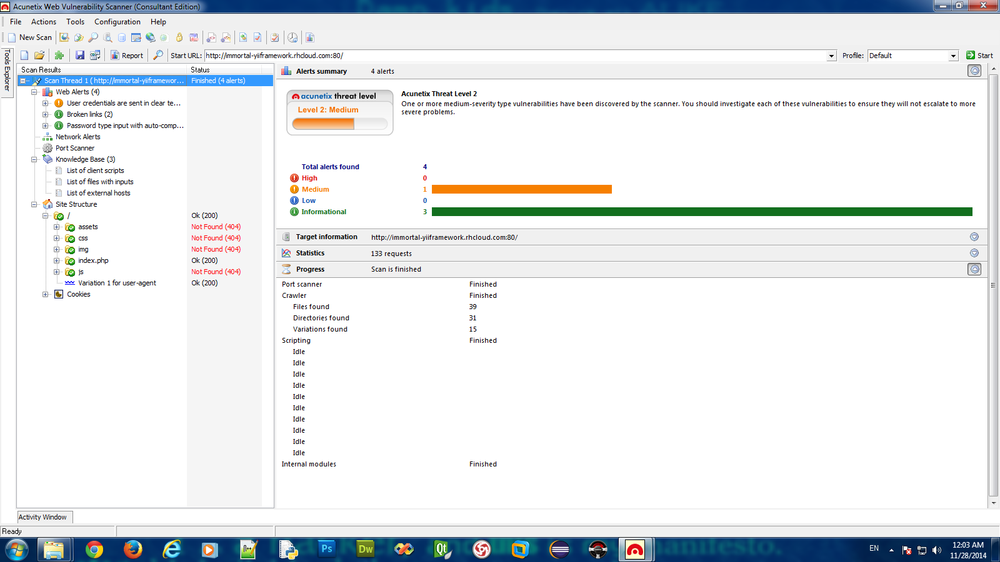 Acunetix Web Vulnerability Scanner (Consultant Edition)
File Actions Tools Configuration Help
New Scan
Report Start URL: http://immortal-yiiframework.rhcloud.com:80/ Profile: Default Start
Tools Explorer
Scan Results Status
Scan Thread 1 ( http://immortal-yiiframewor... Finished (4 alerts)
Web Alerts (4)
User credentials are sent in clear te...
Broken links (2)
Password type input with auto-comp...
Network Alerts
Port Scanner
Knowledge Base (3)
List of client scripts
List of files with inputs
List of external hosts
Site Structure
/ Ok (200)
assets Not Found (404)
css Not Found (404)
img Not Found (404)
index.php Ok (200)
js Not Found (404)
Variation 1 for user-agent Ok (200)
Cookies
Alerts summary 4 alerts
acunetix threat level
Level 2: Medium
Acunetix Threat Level 2
One or more medium-severity type vulnerabilities have been discovered by the scanner. You should investigate each of these vulnerabilities to ensure they will not escalate to more
severe problems.
Total alerts found 4
High 0
Medium 1
Low 0
Informational 3
Target information http://immortal-yiiframework.rhcloud.com:80/
Statistics 133 requests
Progress Scan is finished
Port scanner Finished
Crawler Finished
Files found 39
Directories found 31
Variations found 15
Scripting Finished
Idle
Idle
Idle
Idle
Idle
Idle
Idle
Idle
Idle
Idle
Internal modules Finished
Activity Window
Ready
Ps
Dw
Qt
EN
12:03 AM
11/28/2014